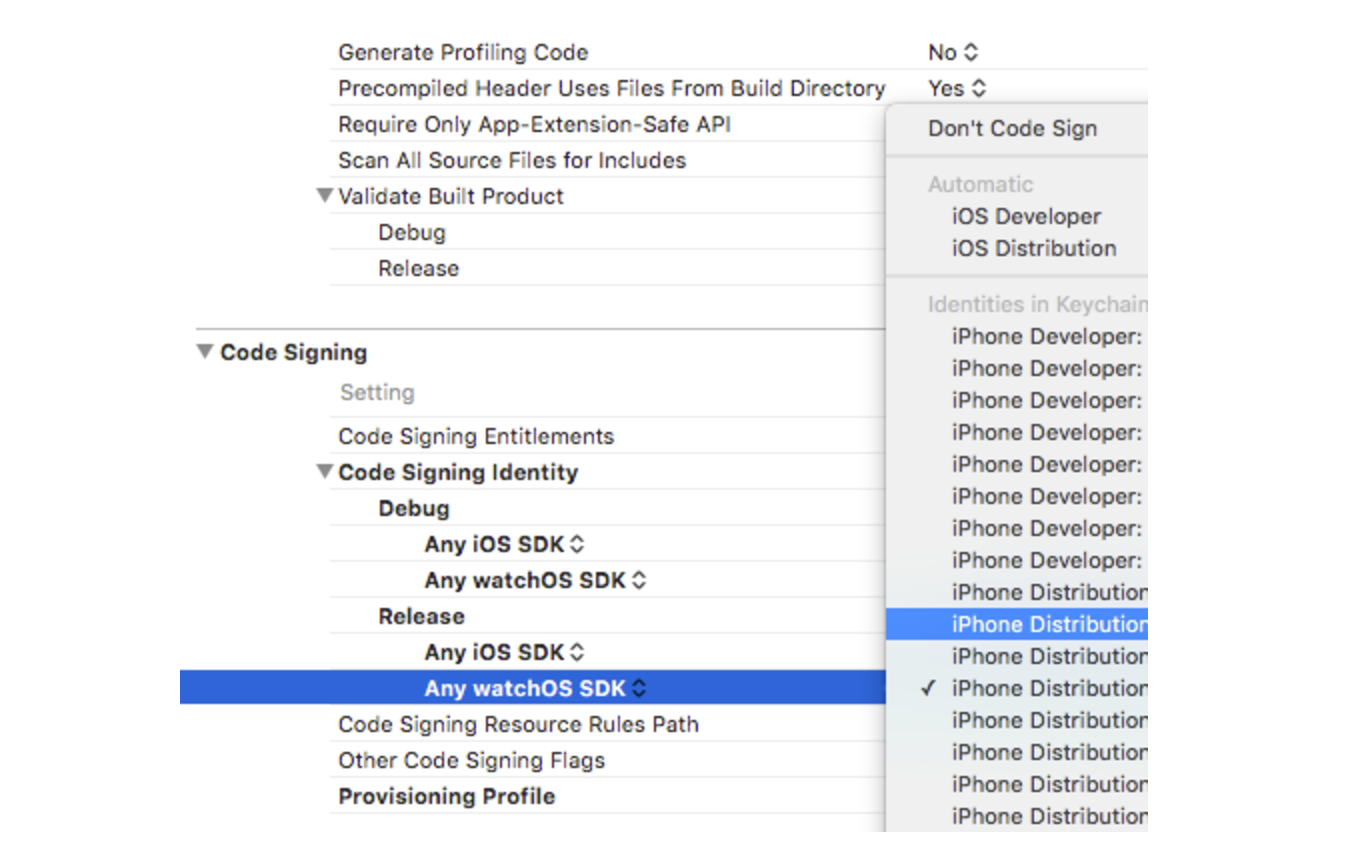 Generate Profiling Code No
Precompiled Header Uses Files From Build Directory Yes
Require Only App-Extension-Safe API
Scan All Source Files for Includes
Validate Built Product
Debug
Release
Code Signing
Setting
Code Signing Entitlements
Code Signing Identity
Debug
Any iOS SDK
Any watchOS SDK
Release
Any iOS SDK
Any watchOS SDK
Code Signing Resource Rules Path
Other Code Signing Flags
Provisioning Profile
Don't Code Sign
Automatic
iOS Developer
iOS Distribution
Identities in Keychain
iPhone Developer:
iPhone Developer:
iPhone Developer:
iPhone Developer:
iPhone Developer:
iPhone Developer:
iPhone Developer:
iPhone Developer:
iPhone Distribution
iPhone Distribution
iPhone Distribution
✓ iPhone Distribution
iPhone Distribution
iPhone Distribution
iPhone Distribution
iPhone Distribution